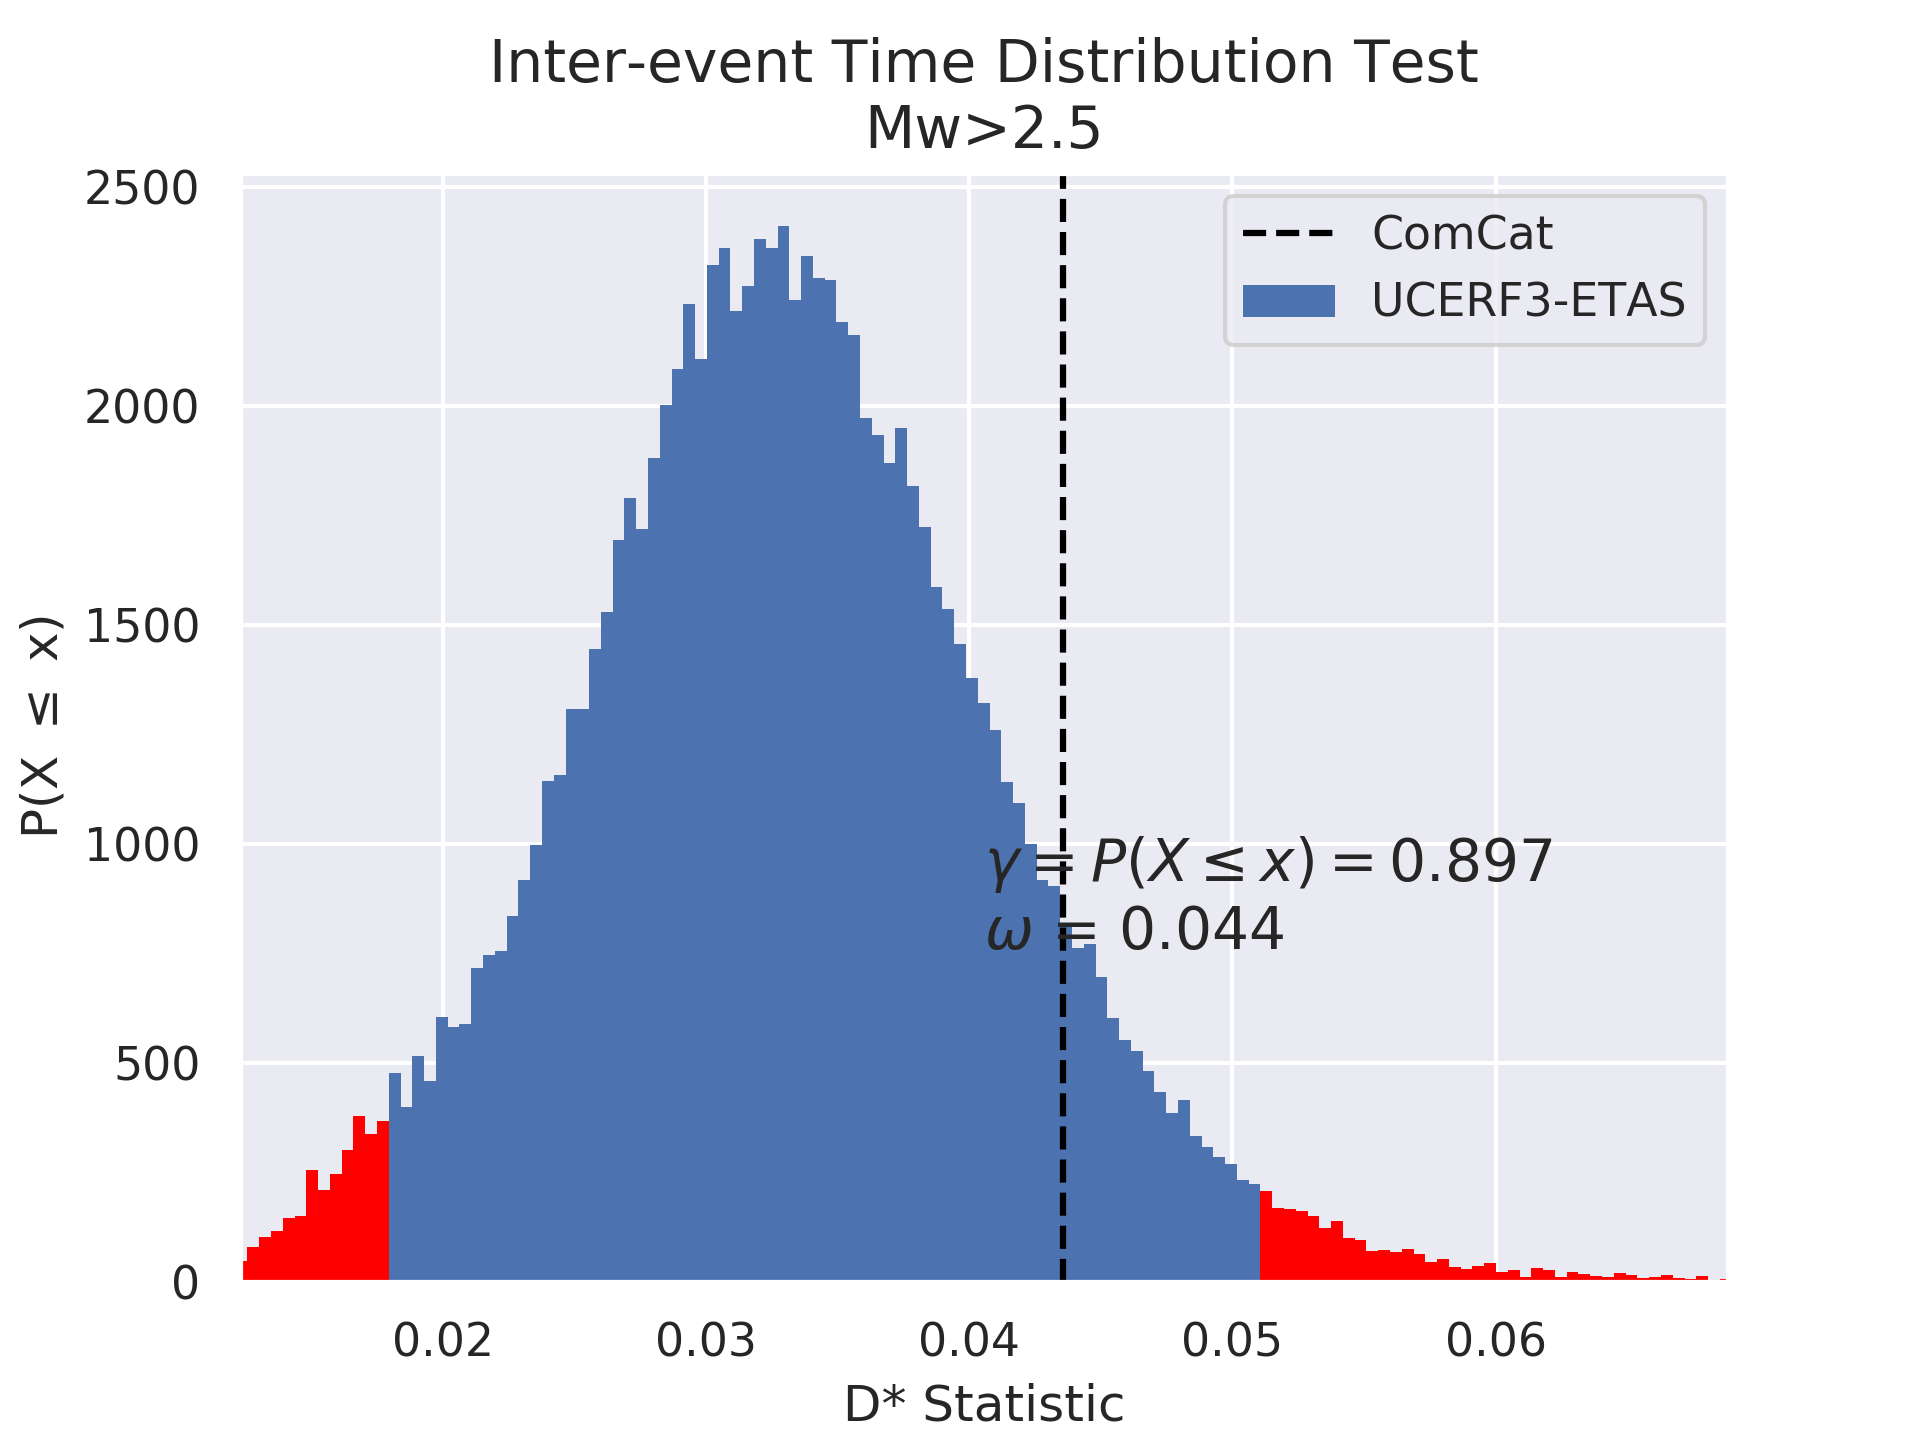 Inter-event Time Distribution Test
Mw>2.5
ComCat
UCERF3-ETAS
P(X ≤ x)
2500
2000
1500
1000
500
0
γ = P(X ≤ x) = 0.897
ω = 0.044
0.02 0.03 0.04 0.05 0.06
D* Statistic